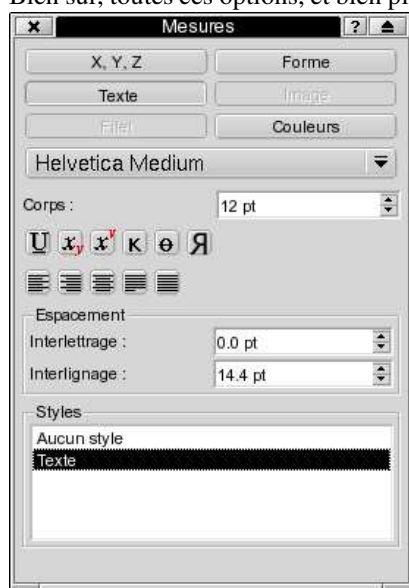 Bien sûr, toutes ces options, et bien pl
Mesures ?
X, Y, Z Forme
Texte Image
Filet Couleurs
Helvetica Medium
Corps : 12 pt
U x y x y K O Я
Espacement
Interlettrage : 0.0 pt
Interlignage : 14.4 pt
Styles
Aucun style
Texte